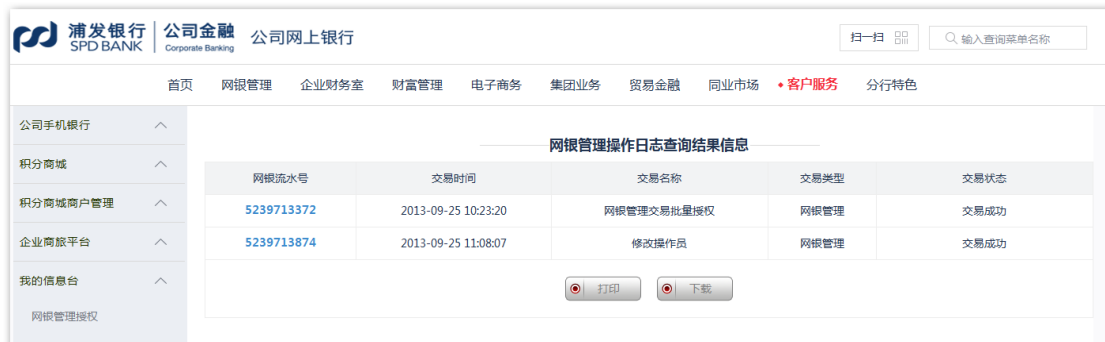 浦发银行 公司金融 公司网上银行
SPD BANK Corporate Banking
扫一扫 输入查询菜单名称
首页 网银管理 企业财务室 财富管理 电子商务 集团业务 贸易金融 同业市场 客户服务 分行特色
公司手机银行
积分商城
积分商城商户管理
企业商旅平台
我的信息台
网银管理授权
网银管理操作日志查询结果信息
网银流水号 交易时间 交易名称 交易类型 交易状态
5239713372 2013-09-25 10:23:20 网银管理交易批量授权 网银管理 交易成功
5239713874 2013-09-25 11:08:07 修改操作员 网银管理 交易成功
打印 下载